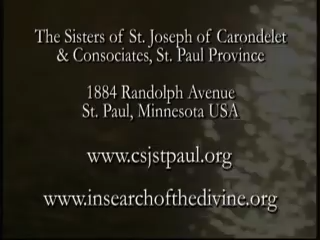 The Sisters of St. Joseph of Carondelet
& Consociates, St. Paul Province
1884 Randolph Avenue
St. Paul, Minnesota USA
www.csjstpaul.org
www.insearchofthedivine.org